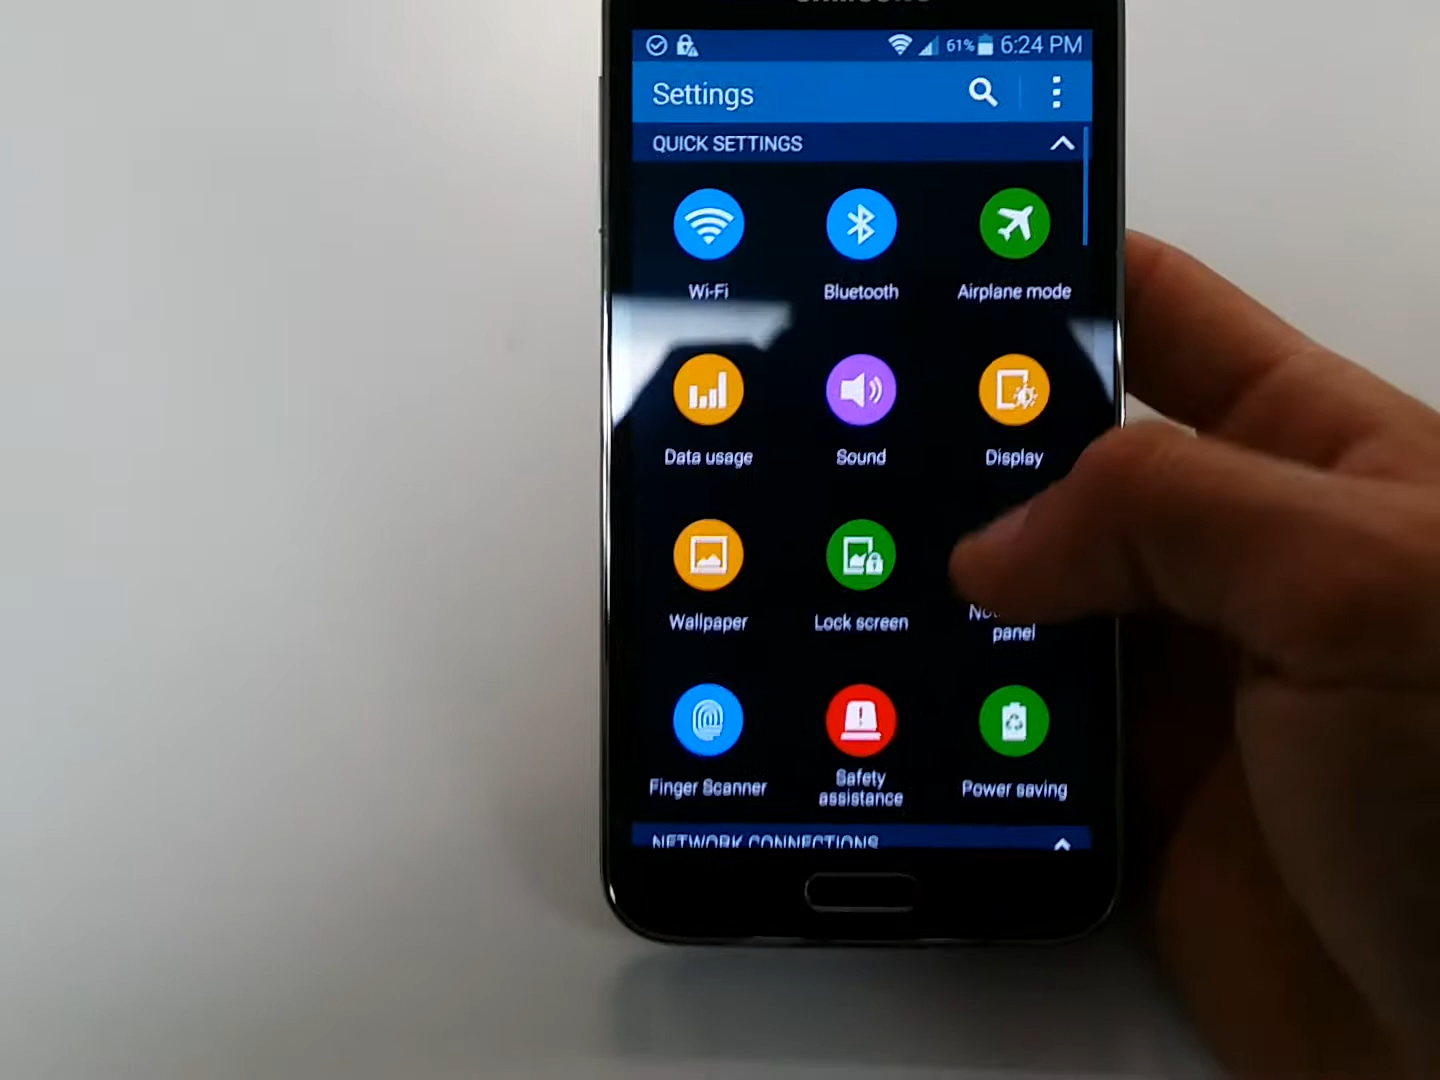 61% 6:24 PM
Settings
QUICK SETTINGS
Wi-Fi Bluetooth Airplane mode
Data usage Sound Display
Wallpaper Lock screen
panel
Finger Scanner Safety assistance Power saving
NETWORK CONNECTIONS